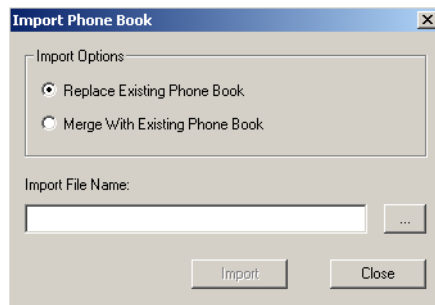 Import Phone Book
Import Options
Replace Existing Phone Book
Merge With Existing Phone Book
Import File Name:
...
Import
Close